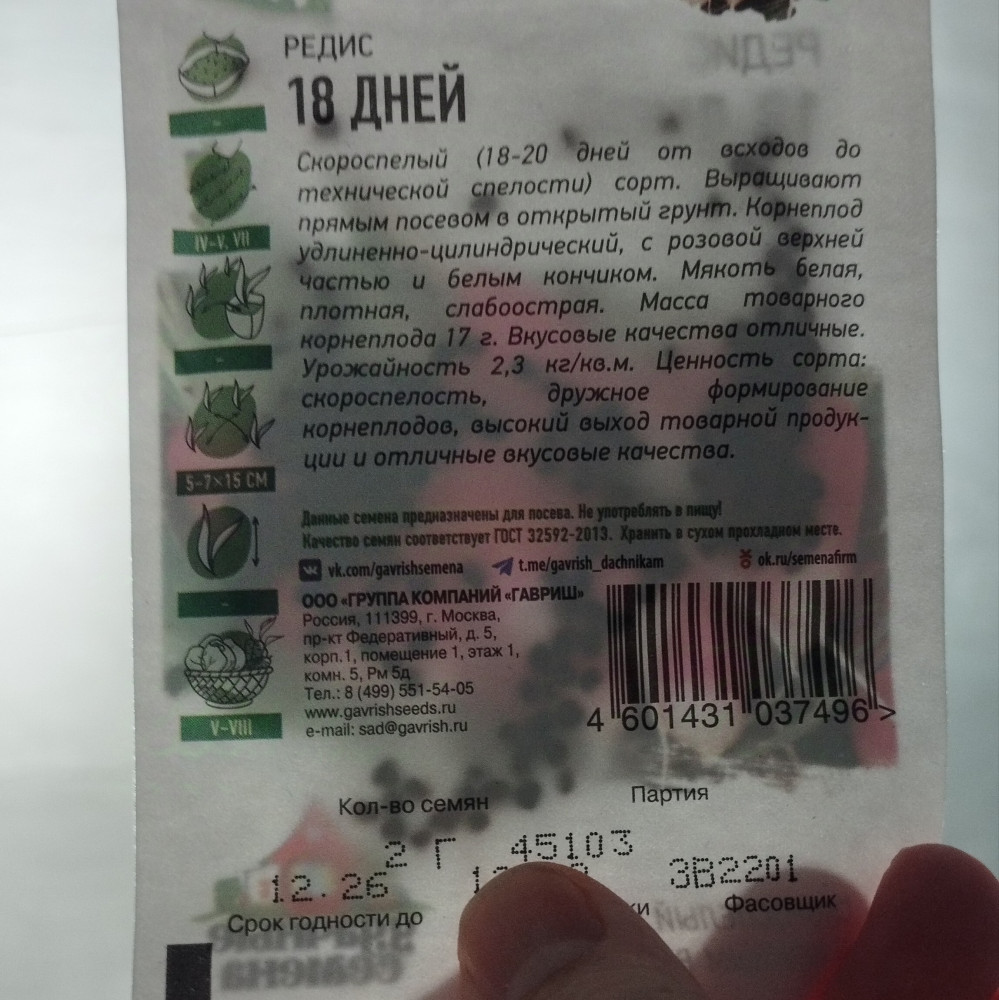 РЕДИС
18 ДНЕЙ
Скороспелый (18-20 дней от всходов до
технической спелости) сорт. Выращивают
прямым посевом в открытый грунт. Корнеплод
удлиненно-цилиндрический, с розовой верхней
частью и белым кончиком. Мякоть белая,
плотная, слабоострая. Масса товарного
корнеплода 17 г. Вкусовые качества отличные.
Урожайность 2,3 кг/кв.м. Ценность сорта:
скороспелость, дружное формирование
корнеплодов, высокий выход товарной продук-
ции и отличные вкусовые качества.
-
IV-V, VII
-
5-7×15 СМ
-
V-VIII
Данные семена предназначены для посева. Не употреблять в пищу!
Качество семян соответствует ГОСТ 32592-2013. Хранить в сухом прохладном месте.
vk.com/gavrishsemena t.me/gavrish_dachnikam ok.ru/semenafirm
ООО «ГРУППА КОМПАНИЙ «ГАВРИШ»
Россия, 111399, г. Москва,
пр-кт Федеративный, д. 5,
корп.1, помещение 1, этаж 1,
комн. 5, Рм 5д
Тел.: 8 (499) 551-54-05
www.gavrishseeds.ru
e-mail: sad@gavrish.ru
4 601431 037496 >
Кол-во семян Партия
2 Г 45103
12.26 3В2201
Срок годности до Фасовщик